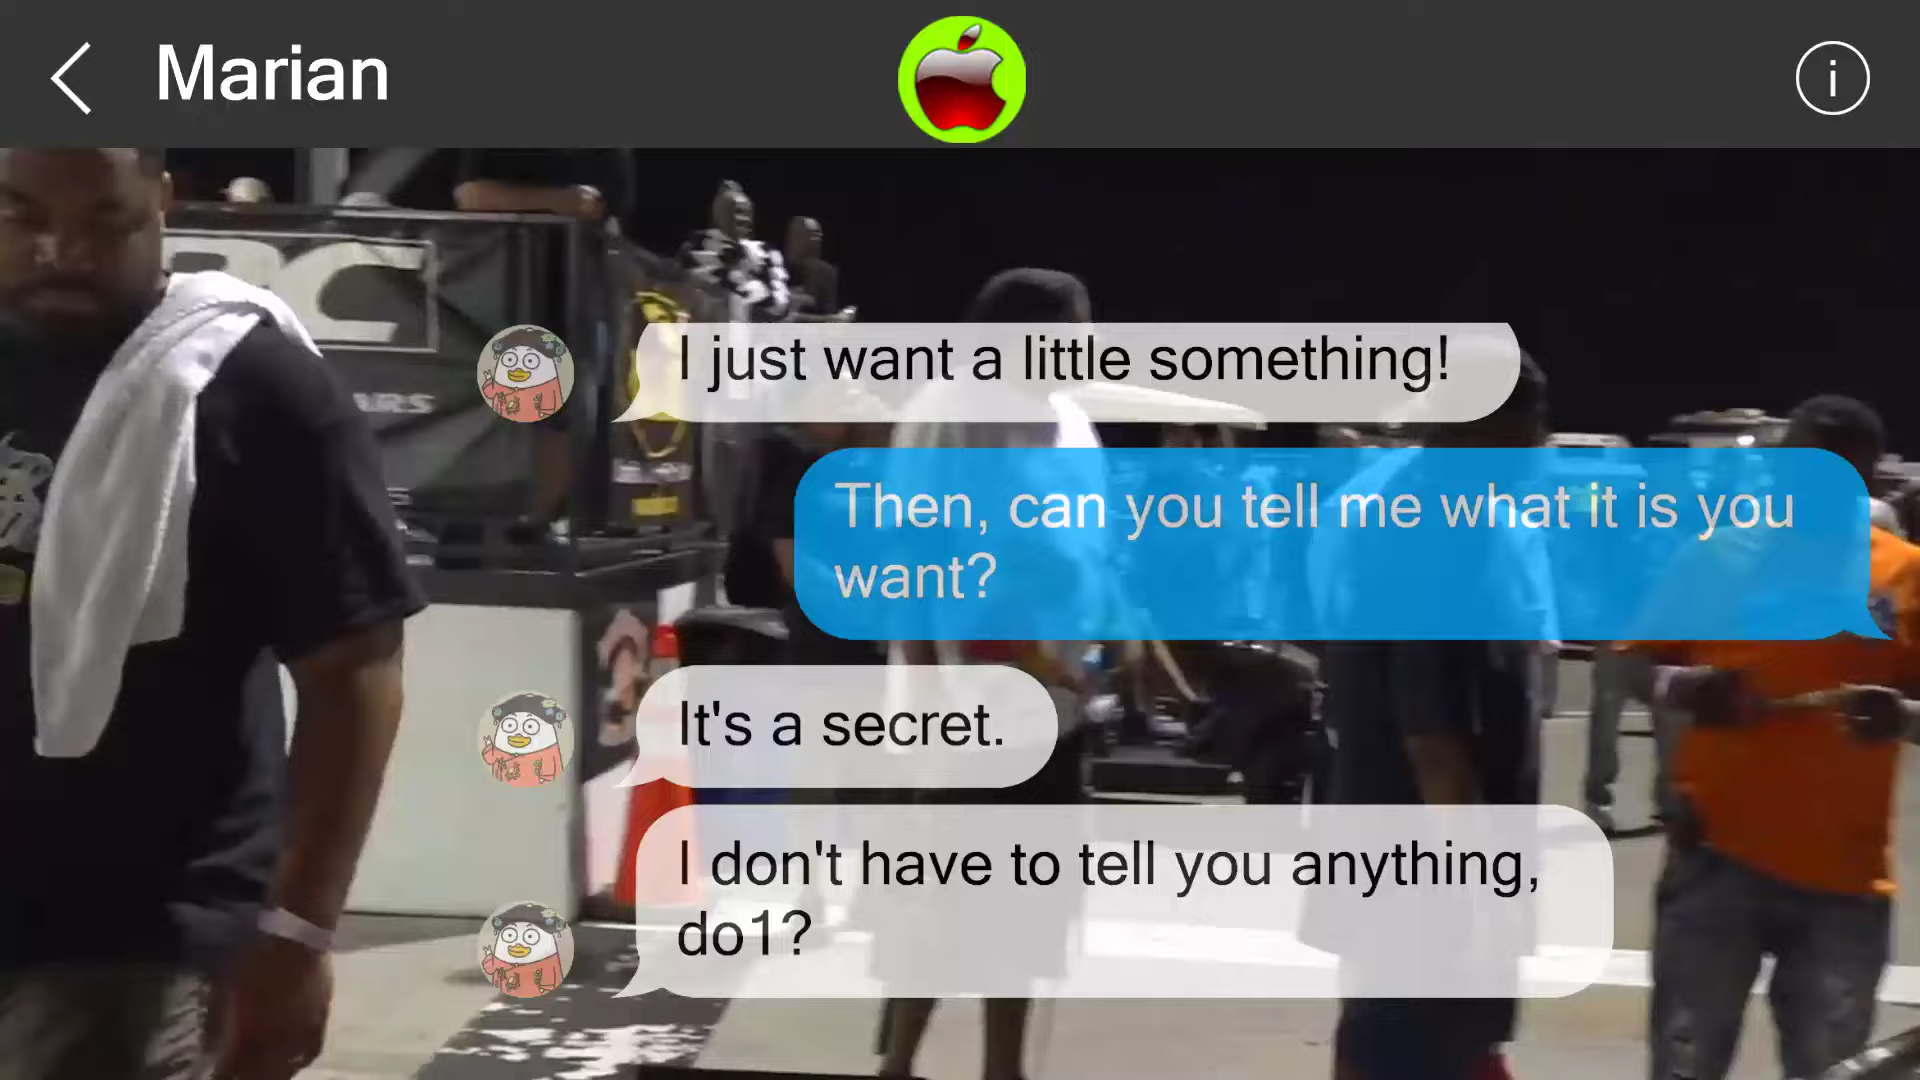 Marian
i
I just want a little something!
Then, can you tell me what it is you
want?
It's a secret.
I don't have to tell you anything,
do1?